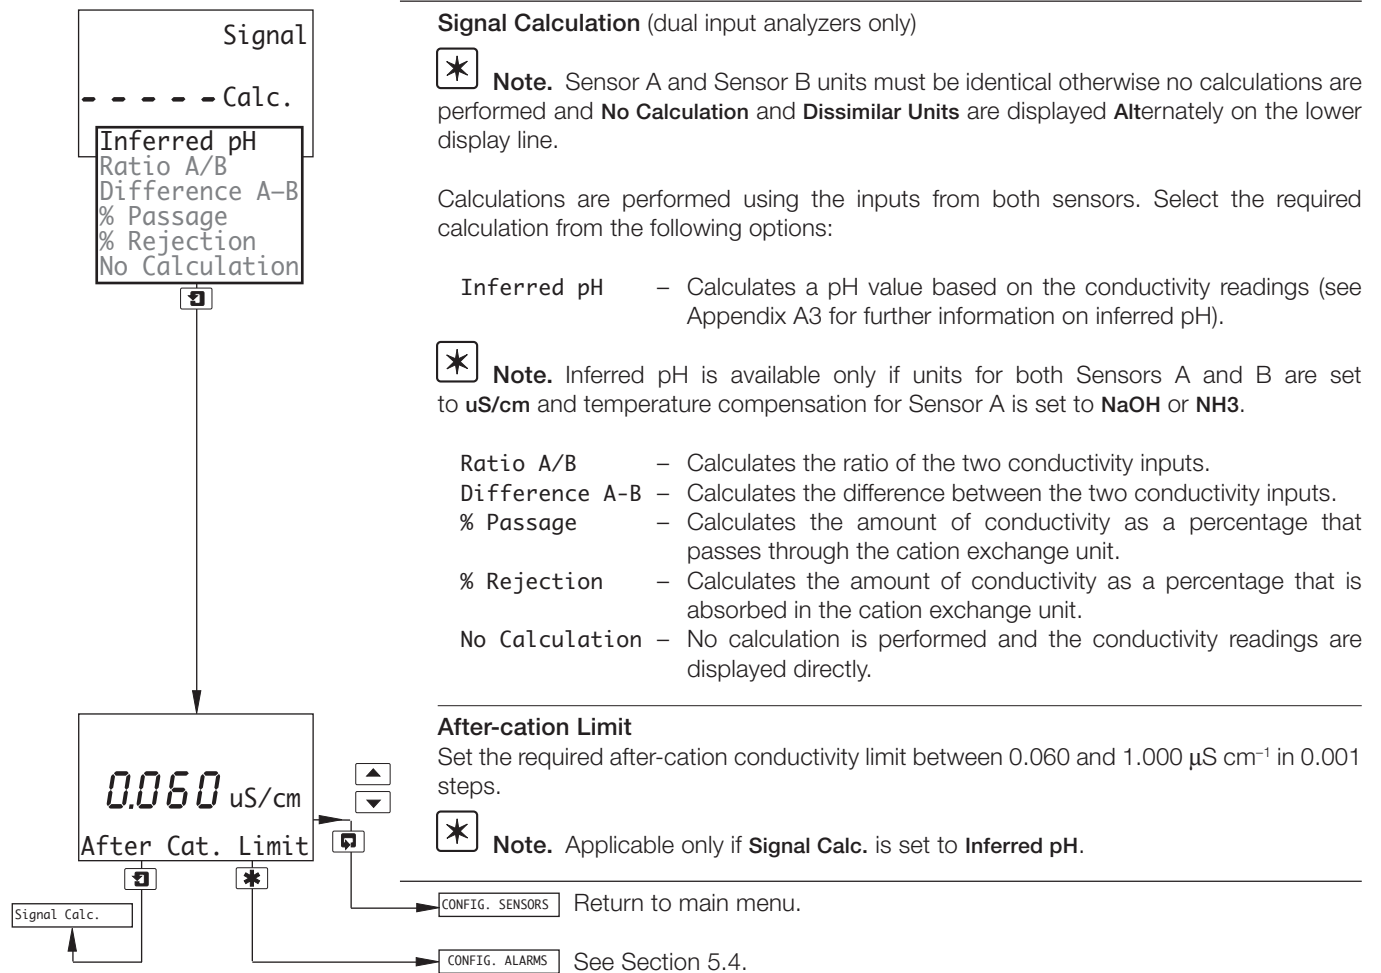 Signal
- - - - - Calc.
Inferred pH
Ratio A/B
Difference A–B
% Passage
% Rejection
No Calculation
Signal Calculation (dual input analyzers only)
Note. Sensor A and Sensor B units must be identical otherwise no calculations are
performed and No Calculation and Dissimilar Units are displayed Alternately on the lower
display line.
Calculations are performed using the inputs from both sensors. Select the required
calculation from the following options:
Inferred pH – Calculates a pH value based on the conductivity readings (see
Appendix A3 for further information on inferred pH).
Note. Inferred pH is available only if units for both Sensors A and B are set
to uS/cm and temperature compensation for Sensor A is set to NaOH or NH3.
Ratio A/B – Calculates the ratio of the two conductivity inputs.
Difference A-B – Calculates the difference between the two conductivity inputs.
% Passage – Calculates the amount of conductivity as a percentage that
passes through the cation exchange unit.
% Rejection – Calculates the amount of conductivity as a percentage that is
absorbed in the cation exchange unit.
No Calculation – No calculation is performed and the conductivity readings are
displayed directly.
0.060 uS/cm
After Cat. Limit
After-cation Limit
Set the required after-cation conductivity limit between 0.060 and 1.000 µS cm⁻¹ in 0.001
steps.
Note. Applicable only if Signal Calc. is set to Inferred pH.
Signal Calc.
CONFIG. SENSORS Return to main menu.
CONFIG. ALARMS See Section 5.4.